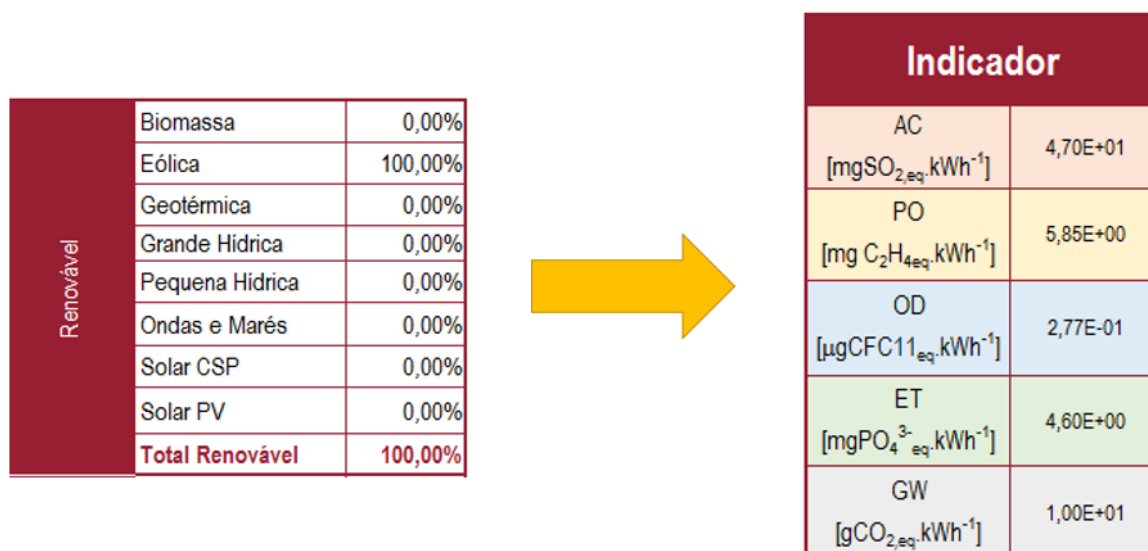 Renovável
Biomassa 0,00%
Eólica 100,00%
Geotérmica 0,00%
Grande Hídrica 0,00%
Pequena Hídrica 0,00%
Ondas e Marés 0,00%
Solar CSP 0,00%
Solar PV 0,00%
Total Renovável 100,00%
Indicador
AC
[mgSO₂,eq.kWh⁻¹] 4,70E+01
PO
[mg C₂H₄eq.kWh⁻¹] 5,85E+00
OD
[µgCFC11eq.kWh⁻¹] 2,77E-01
ET
[mgPO₄³⁻eq.kWh⁻¹] 4,60E+00
GW
[gCO₂,eq.kWh⁻¹] 1,00E+01